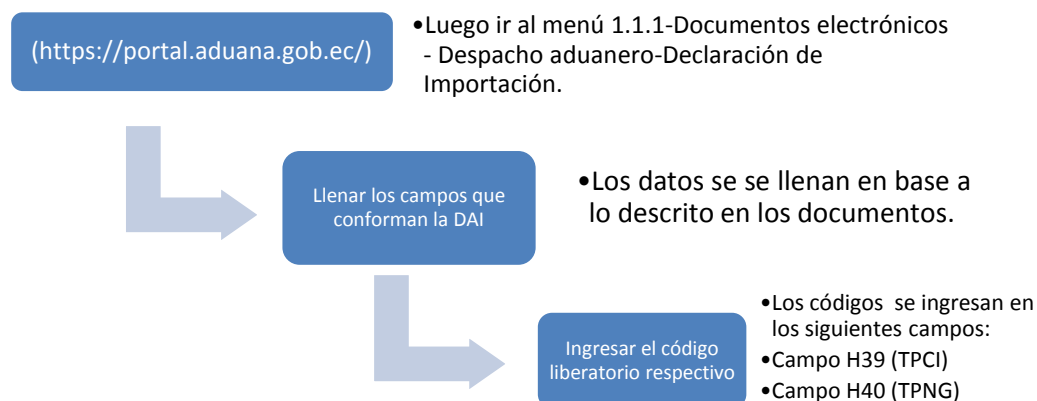 (https://portal.aduana.gob.ec/)
•Luego ir al menú 1.1.1-Documentos electrónicos
- Despacho aduanero-Declaración de
Importación.
Llenar los campos que
conforman la DAI
•Los datos se se llenan en base a
lo descrito en los documentos.
Ingresar el código
liberatorio respectivo
•Los códigos se ingresan en
los siguientes campos:
•Campo H39 (TPCI)
•Campo H40 (TPNG)